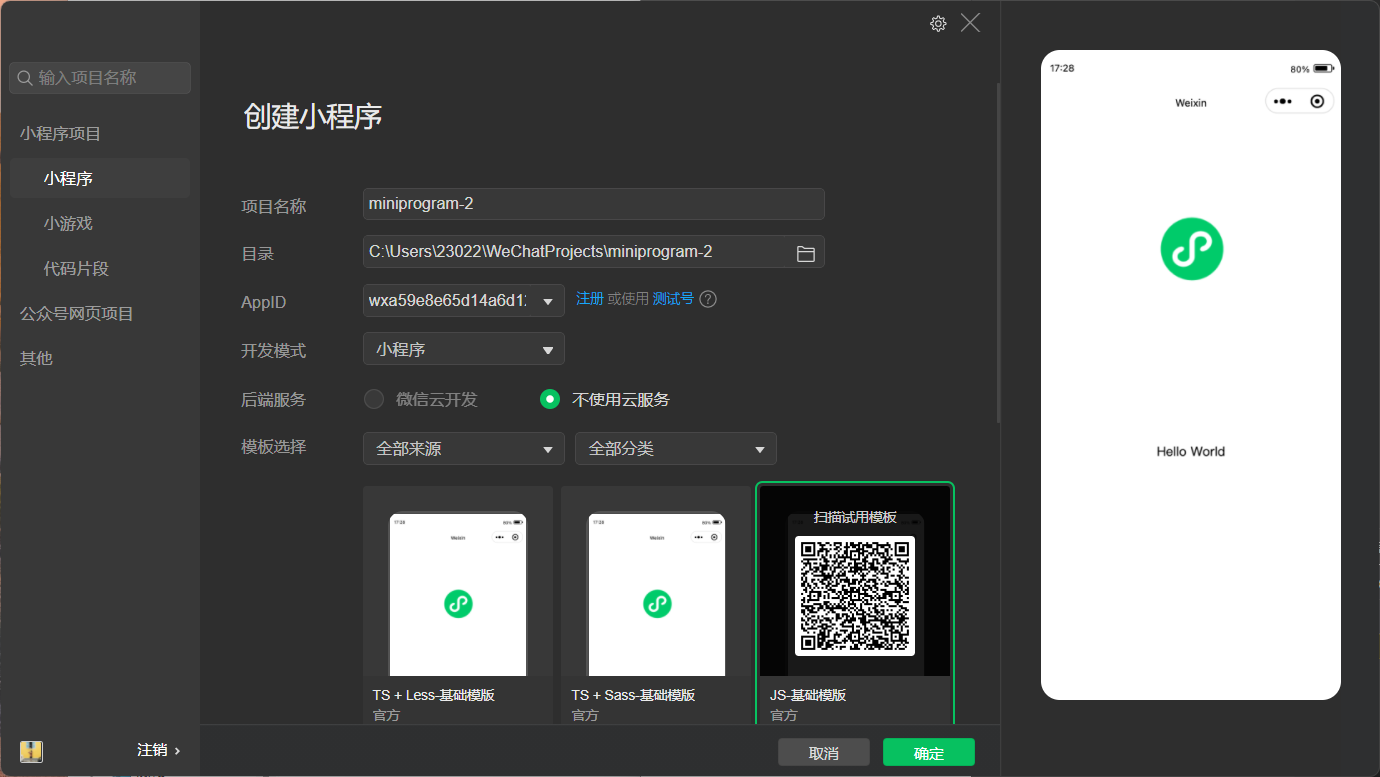 输入项目名称
小程序项目
小程序
小游戏
代码片段
公众号网页项目
其他
注销
创建小程序
项目名称
miniprogram-2
目录
C:\Users\23022\WeChatProjects\miniprogram-2
AppID
wxa59e8e65d14a6d1
注册 或使用 测试号 ?
开发模式
小程序
后端服务
微信云开发
不使用云服务
模板选择
全部来源
全部分类
17:28
80%
Weixin
TS + Less-基础模版
官方
17:28
80%
Weixin
TS + Sass-基础模版
官方
扫描试用模板
JS-基础模版
官方
取消
确定
17:28
80%
Weixin
Hello World